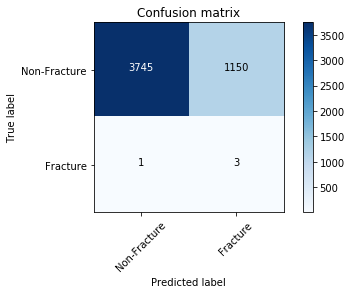 Confusion matrix
True label
Non-Fracture
3745
1150
Fracture
1
3
Non-Fracture
Fracture
Predicted label
3500
3000
2500
2000
1500
1000
500